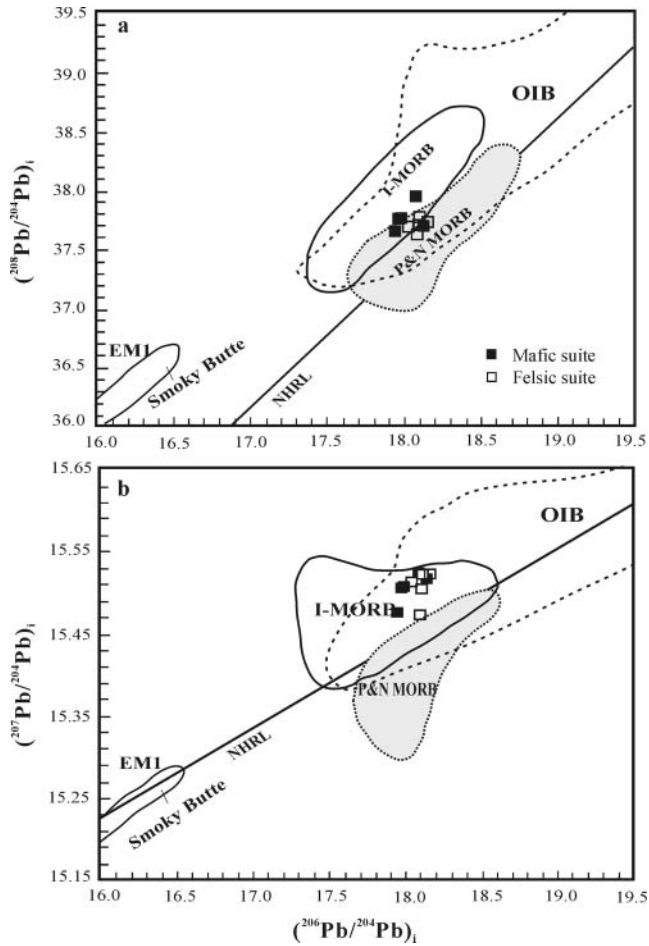 a
39.5
39.0
38.5
38.0
37.5
37.0
36.5
36.0
(²⁰⁸Pb/²⁰⁴Pb)i
OIB
I-MORB
P&N MORB
EM1
Smoky Butte
NHRL
Mafic suite
Felsic suite
16.0 16.5 17.0 17.5 18.0 18.5 19.0 19.5
b
15.65
15.53
15.44
15.35
15.25
15.15
(²⁰⁷Pb/²⁰⁴Pb)i
OIB
I-MORB
P&N MORB
EM1
NHRL
Smoky Butte
16.0 16.5 17.0 17.5 18.0 18.5 19.0 19.5
(²⁰⁶Pb/²⁰⁴Pb)i